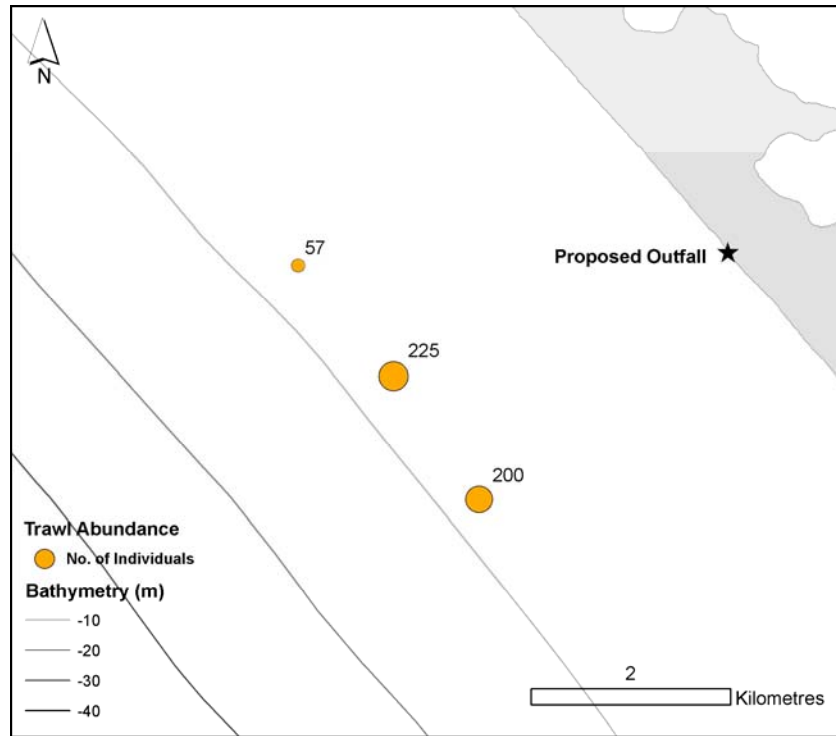 N
57
Proposed Outfall
225
200
Trawl Abundance
No. of Individuals
Bathymetry (m)
-10
-20
-30
-40
2
Kilometres